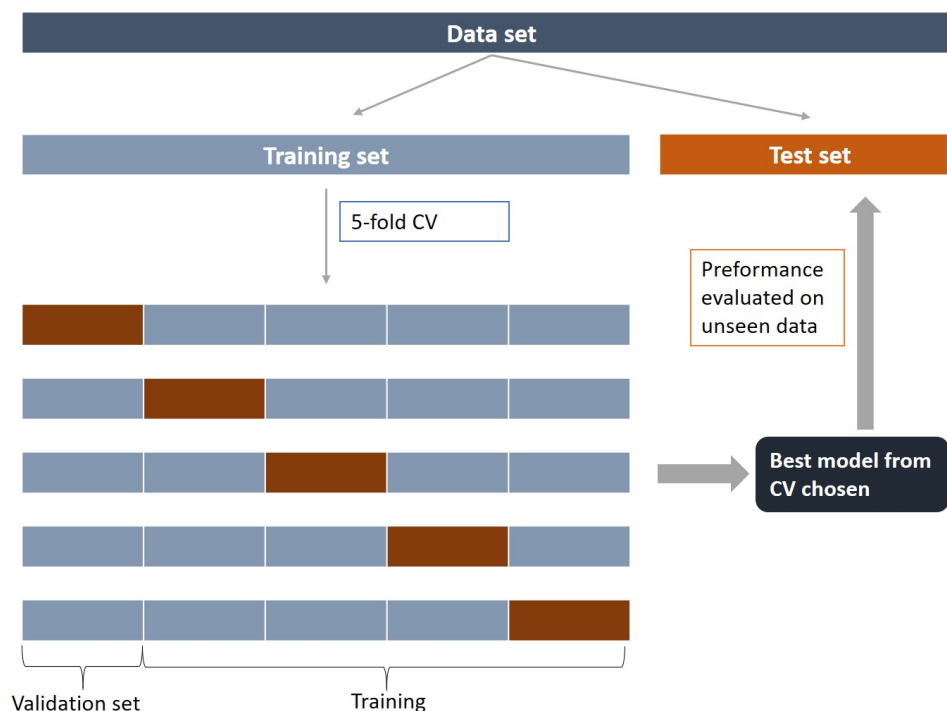 Data set
Training set
Test set
5-fold CV
Preformance
evaluated on
unseen data
Best model from
CV chosen
Validation set
Training